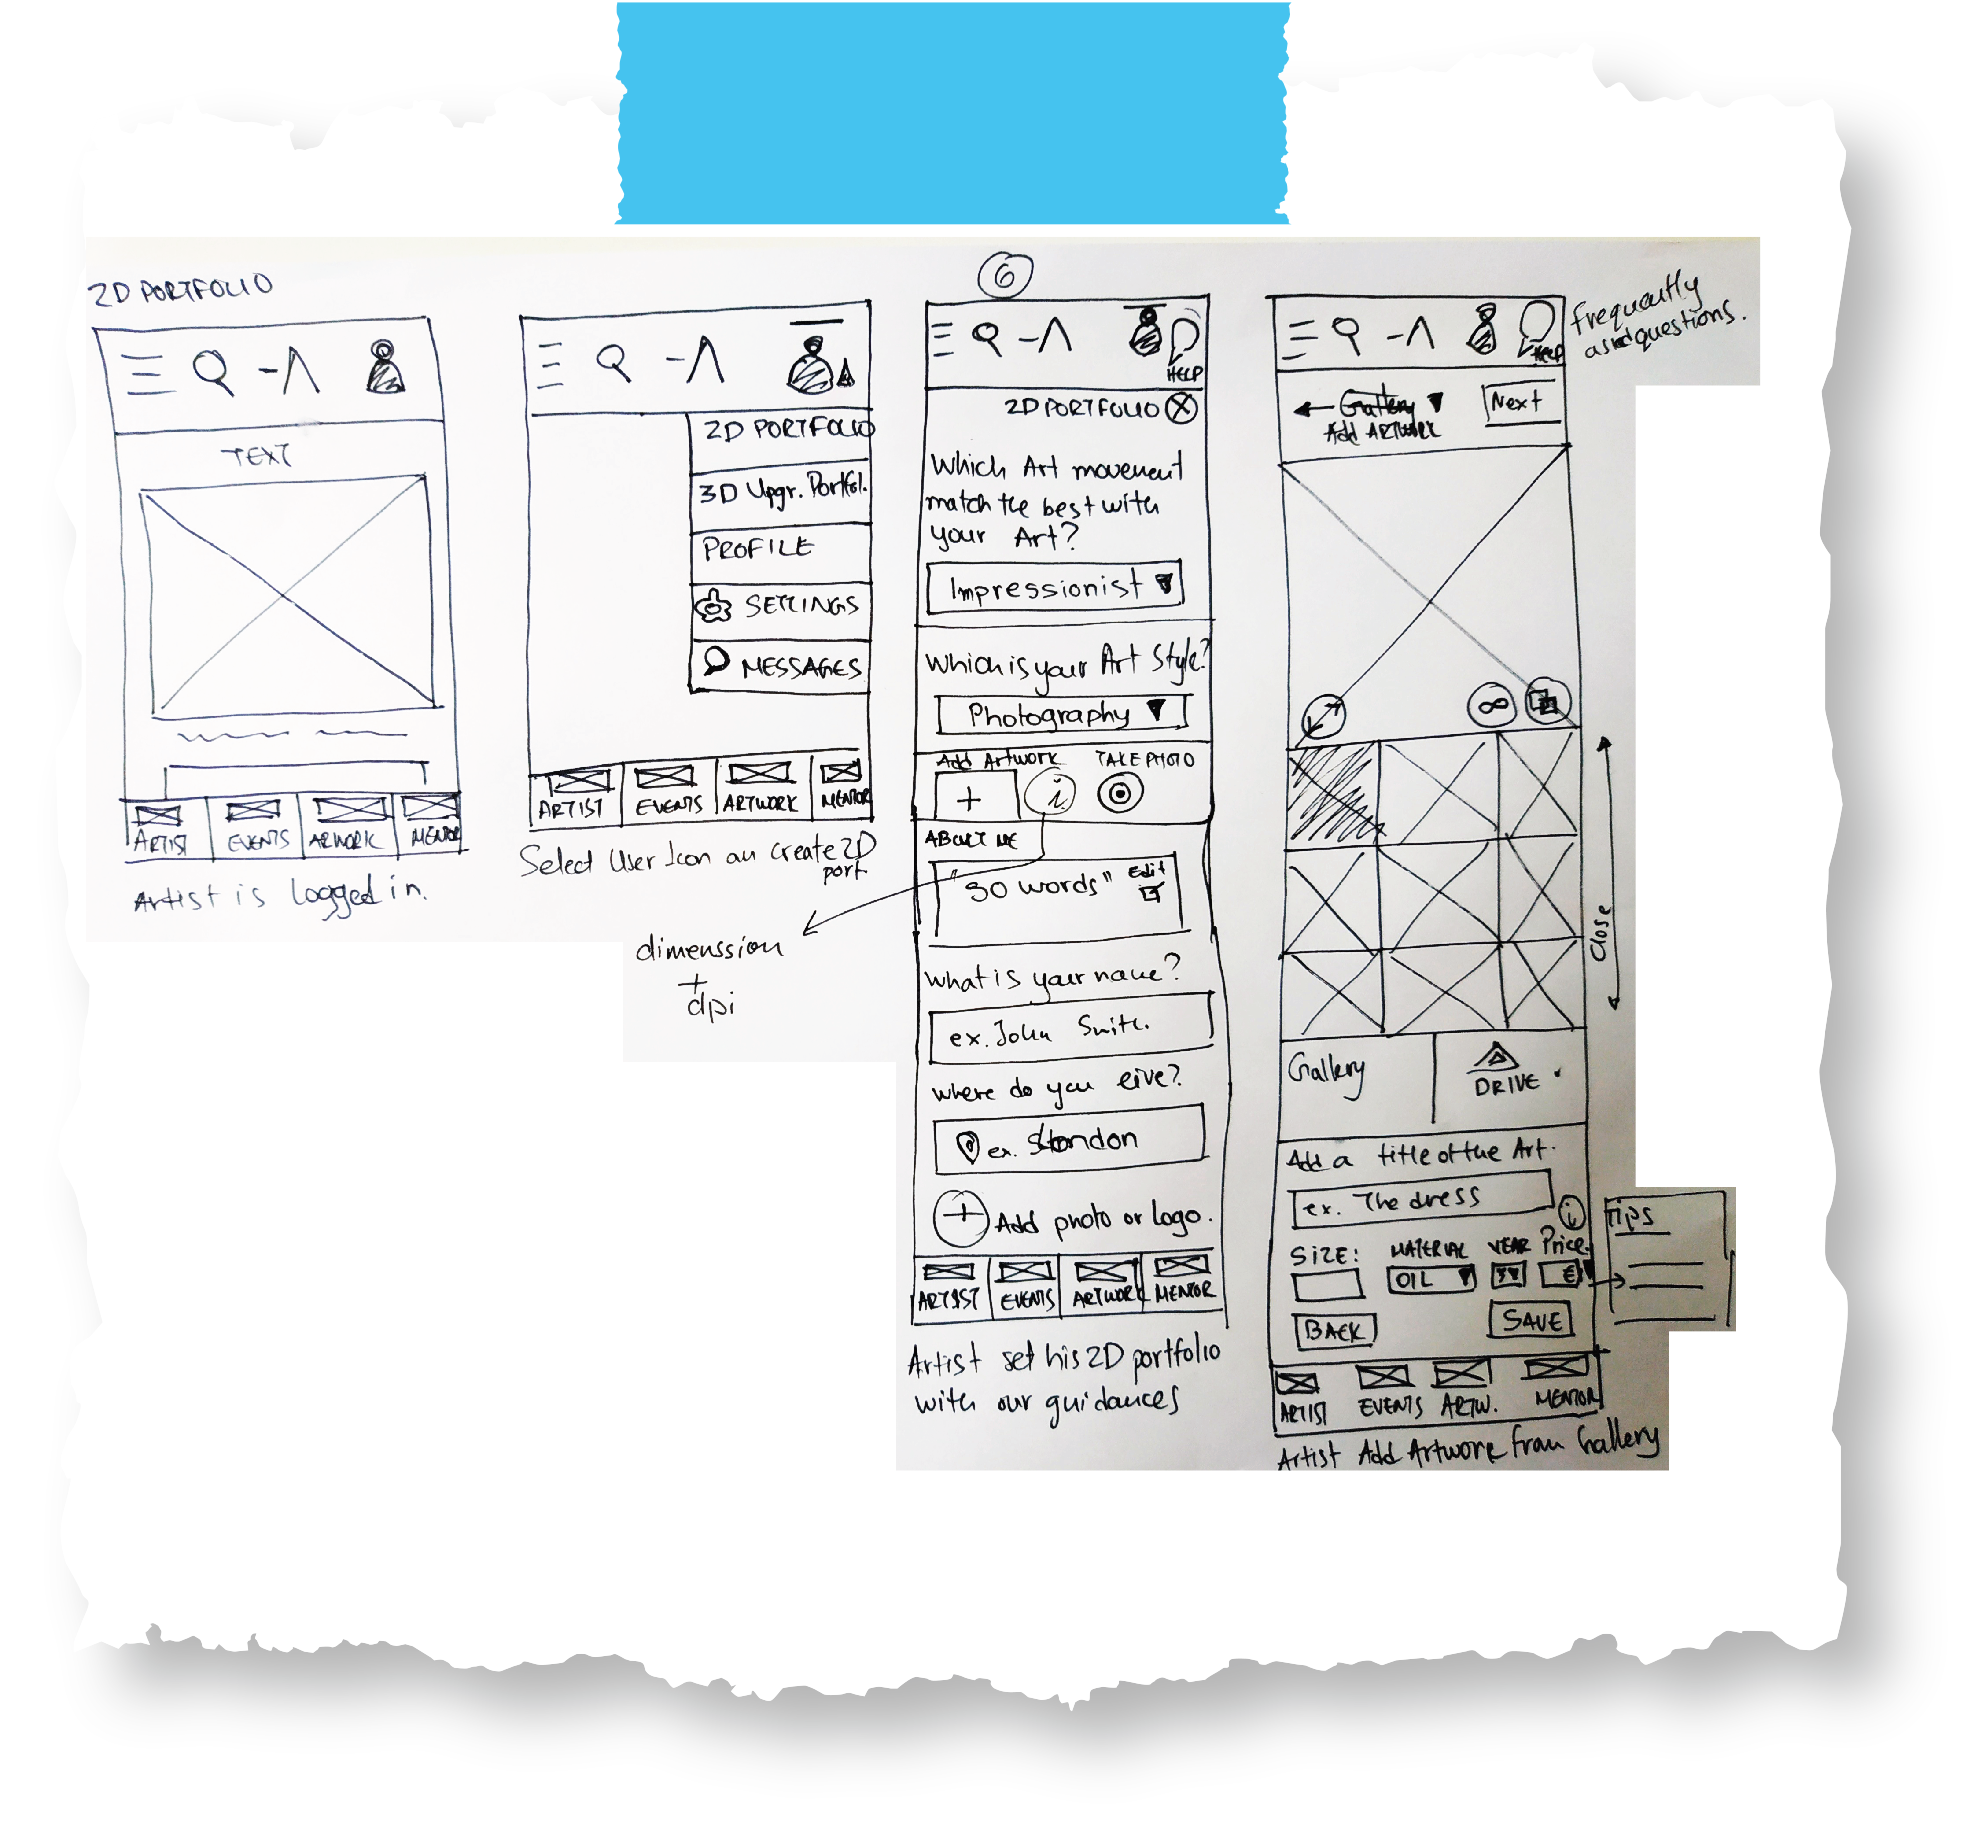 2D PORTFOLIO
TEXT
ARTIST
EVENTS
ARWORK
MENTOR
Artist is logged in.
2D PORTFOLIO
3D Upgr. Portfol.
PROFILE
SETTINGS
MESSAGES
ARTIST
EVENTS
ARTWORK
MENTOR
Select User Icon an create 2D
port
6
HELP
2D PORTFOLIO
Which Art movement
match the best with
your Art?
Impressionist
Which is your Art Style?
Photography
Add Artwork
i
TAKE PHOTO
dimenssion
+
dpi
ABOUT ME
"30 words"
Edit
What is your name?
ex. John Smith.
where do you live?
ex. London
+ Add photo or logo.
ARTIST
EVENTS
ARTWORK
MENTOR
Artist set his 2D portfolio
with our guidances
HELP
frequently
asked questions.
Gallery
Add ARTWORK
Next
Close
Gallery
DRIVE
Add a title of the Art.
ex. The dress
i
Tips
SIZE:
MATERIAL
YEAR
Price
OIL
€
BACK
SAVE
ARTIST
EVENTS
ARTW.
MENTOR
Artist Add Artwork from Gallery